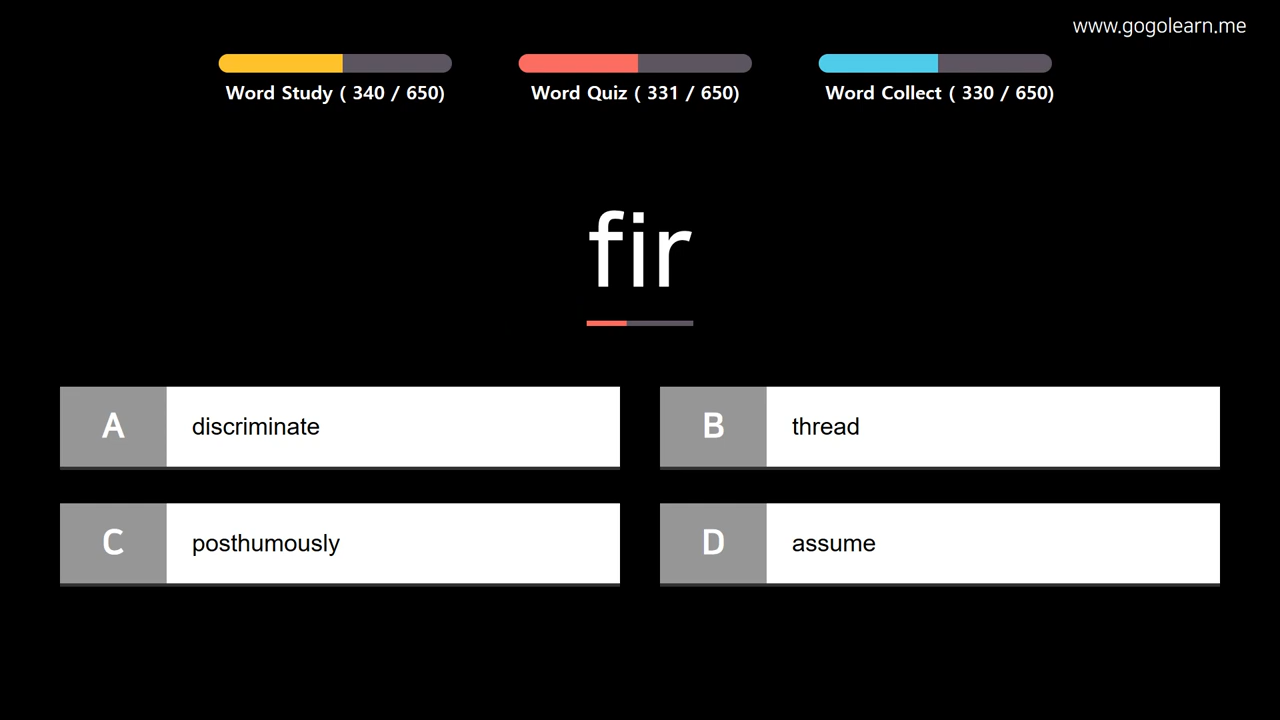 www.gogolearn.me
Word Study ( 340 / 650)
Word Quiz ( 331 / 650)
Word Collect ( 330 / 650)
fir
A discriminate
B thread
C posthumously
D assume